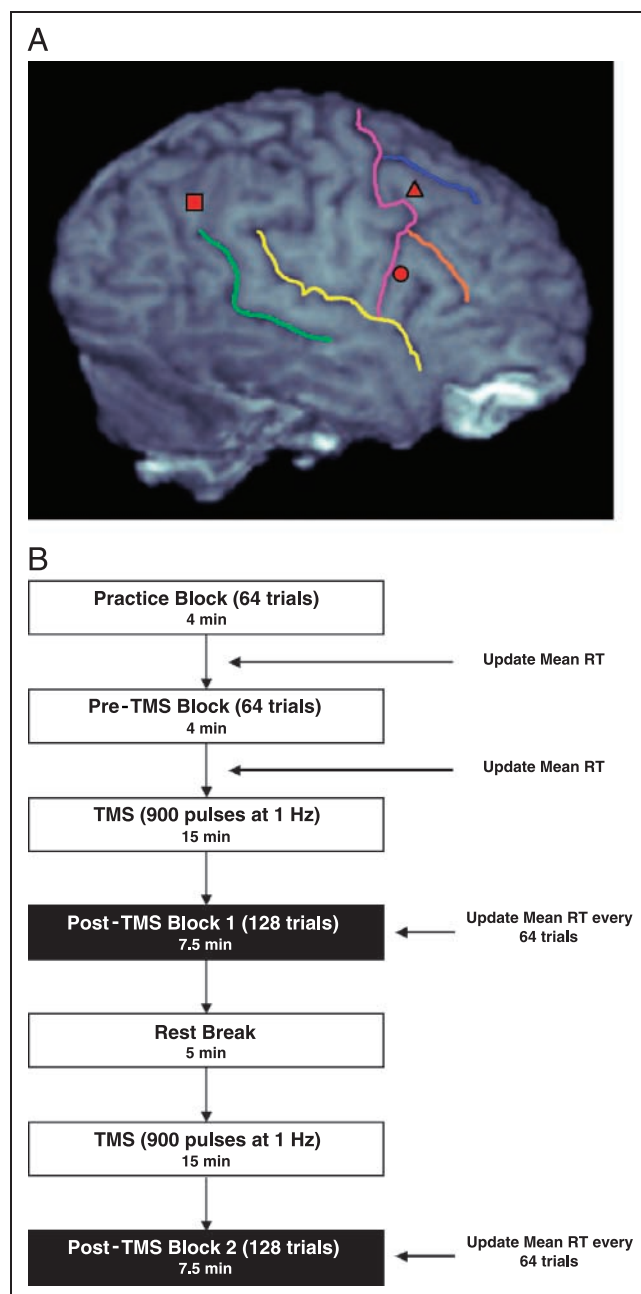 A
B
Practice Block (64 trials)
4 min
Update Mean RT
Pre-TMS Block (64 trials)
4 min
Update Mean RT
TMS (900 pulses at 1 Hz)
15 min
Post-TMS Block 1 (128 trials)
7.5 min
Update Mean RT every
64 trials
Rest Break
5 min
TMS (900 pulses at 1 Hz)
15 min
Post-TMS Block 2 (128 trials)
7.5 min
Update Mean RT every
64 trials